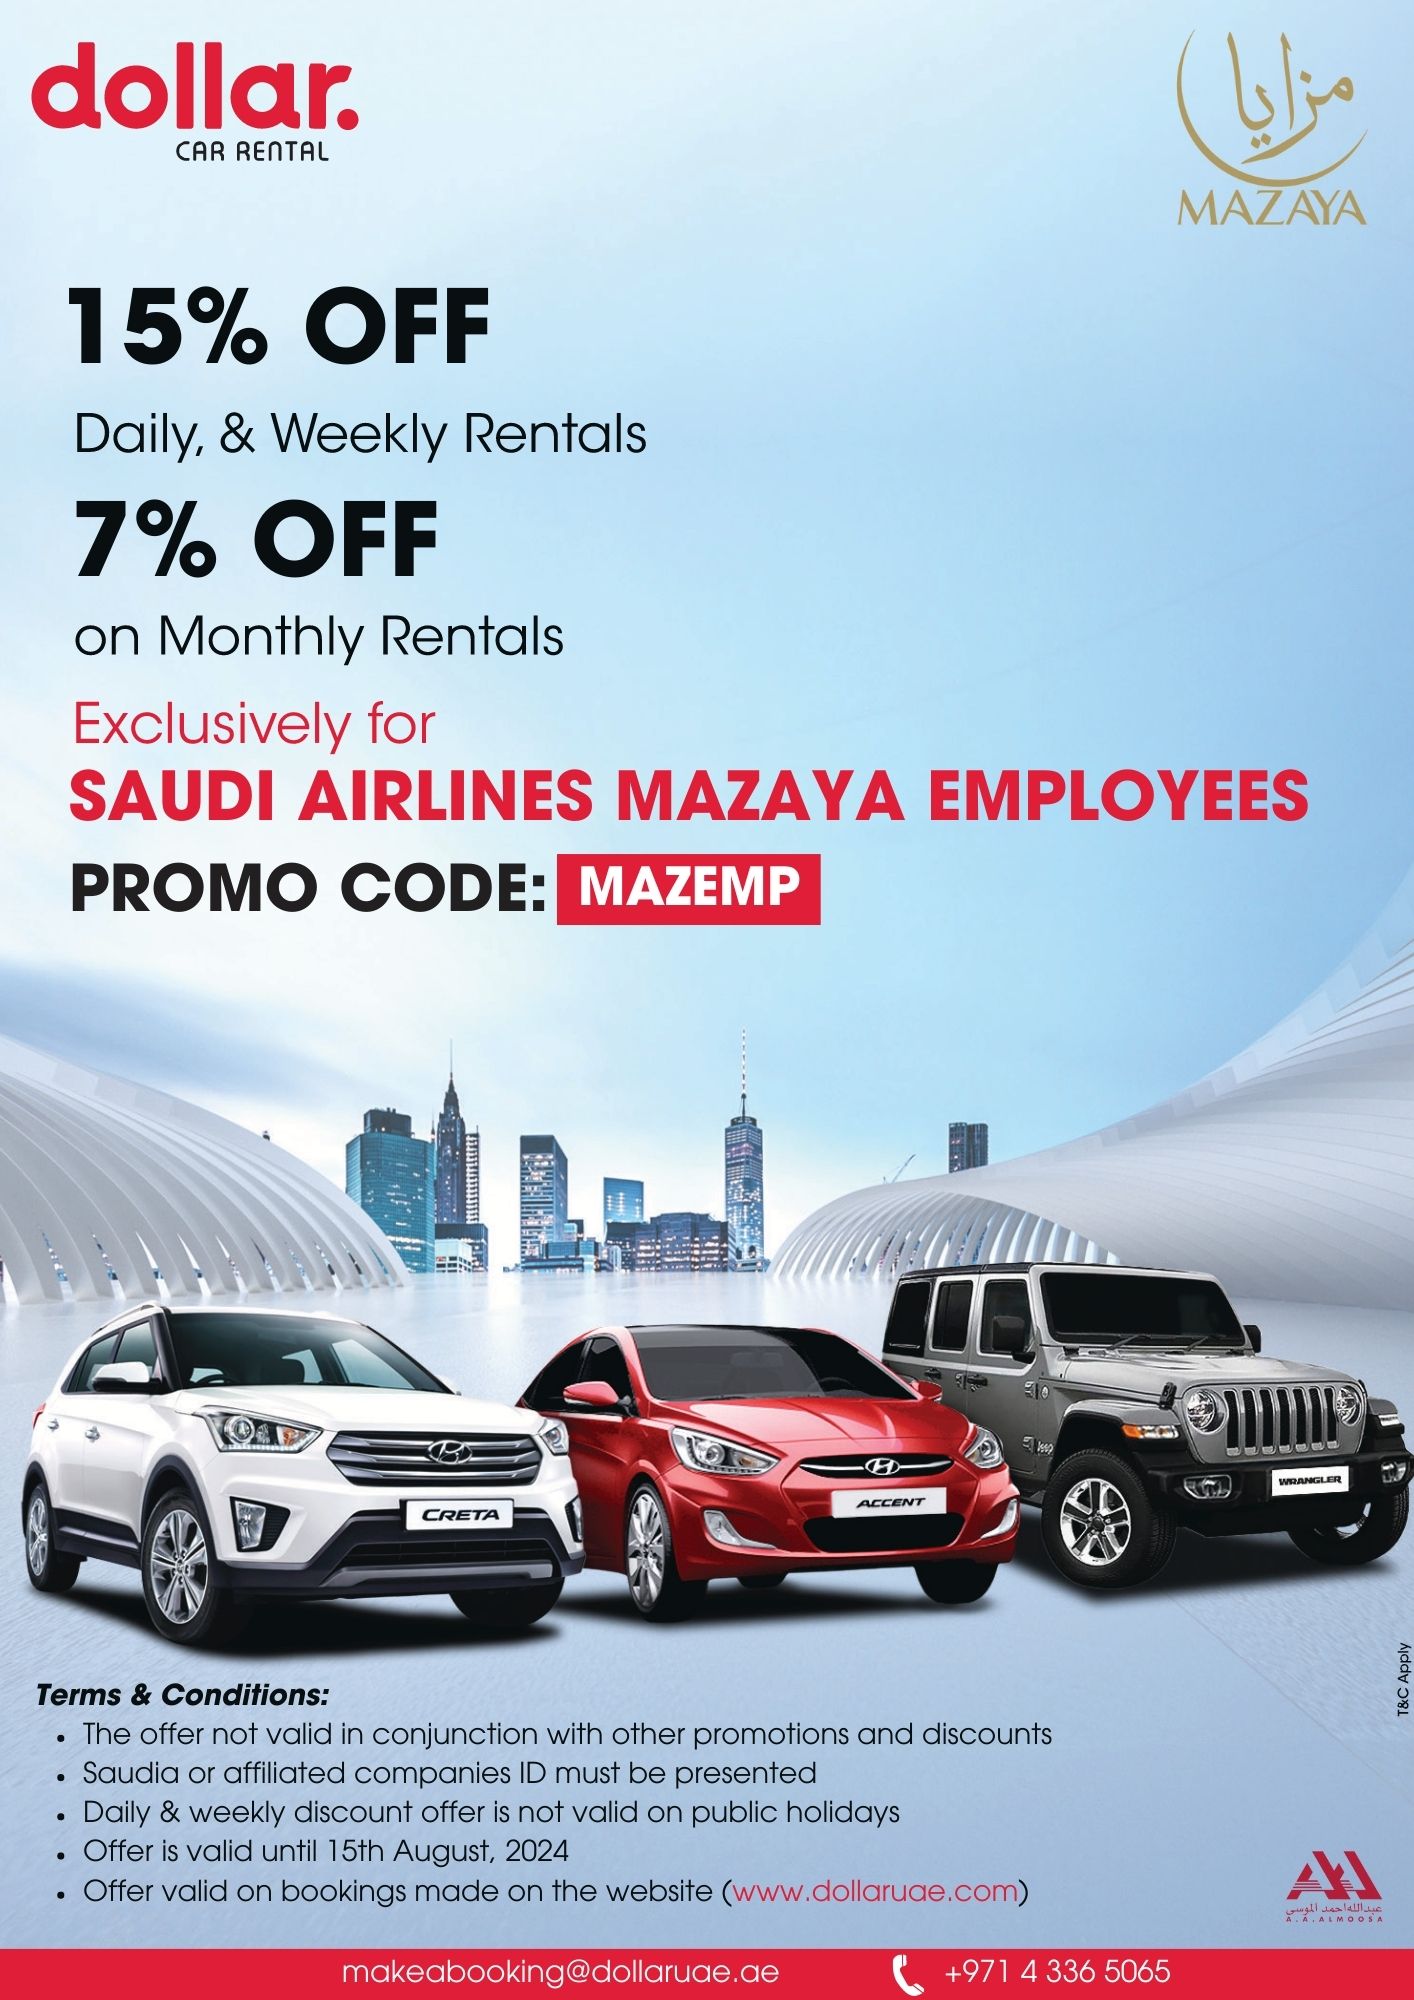 dollar.
CAR RENTAL
مزايا
MAZAYA
15% OFF
Daily, & Weekly Rentals
7% OFF
on Monthly Rentals
Exclusively for
SAUDI AIRLINES MAZAYA EMPLOYEES
PROMO CODE: MAZEMP
CRETA
ACCENT
Jeep
WRANGLER
T&C Apply
Terms & Conditions:
• The offer not valid in conjunction with other promotions and discounts
• Saudia or affiliated companies ID must be presented
• Daily & weekly discount offer is not valid on public holidays
• Offer is valid until 15th August, 2024
• Offer valid on bookings made on the website (www.dollaruae.com)
عبدالله احمد الموسى
A.A.ALMOOSA
makeabooking@dollaruae.ae
+971 4 336 5065